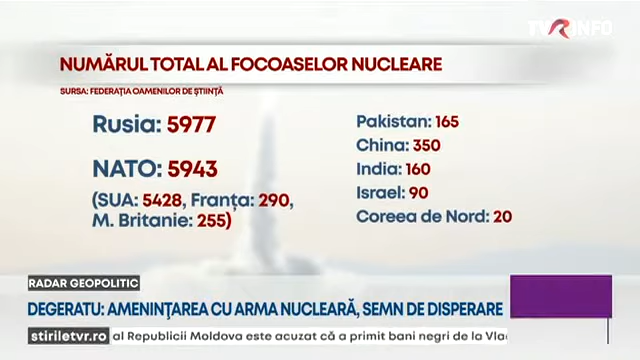 TVR INFO
NUMĂRUL TOTAL AL FOCOASELOR NUCLEARE
SURSA: FEDERAȚIA OAMENILOR DE ȘTIINȚĂ
Rusia: 5977
NATO: 5943
(SUA: 5428, Franța: 290,
M. Britanie: 255)
Pakistan: 165
China: 350
India: 160
Israel: 90
Coreea de Nord: 20
RADAR GEOPOLITIC
DEGERATU: AMENINŢAREA CU ARMA NUCLEARĂ, SEMN DE DISPERARE
stiriletvr.ro al Republicii Moldova este acuzat că a primit bani negri de la Vla